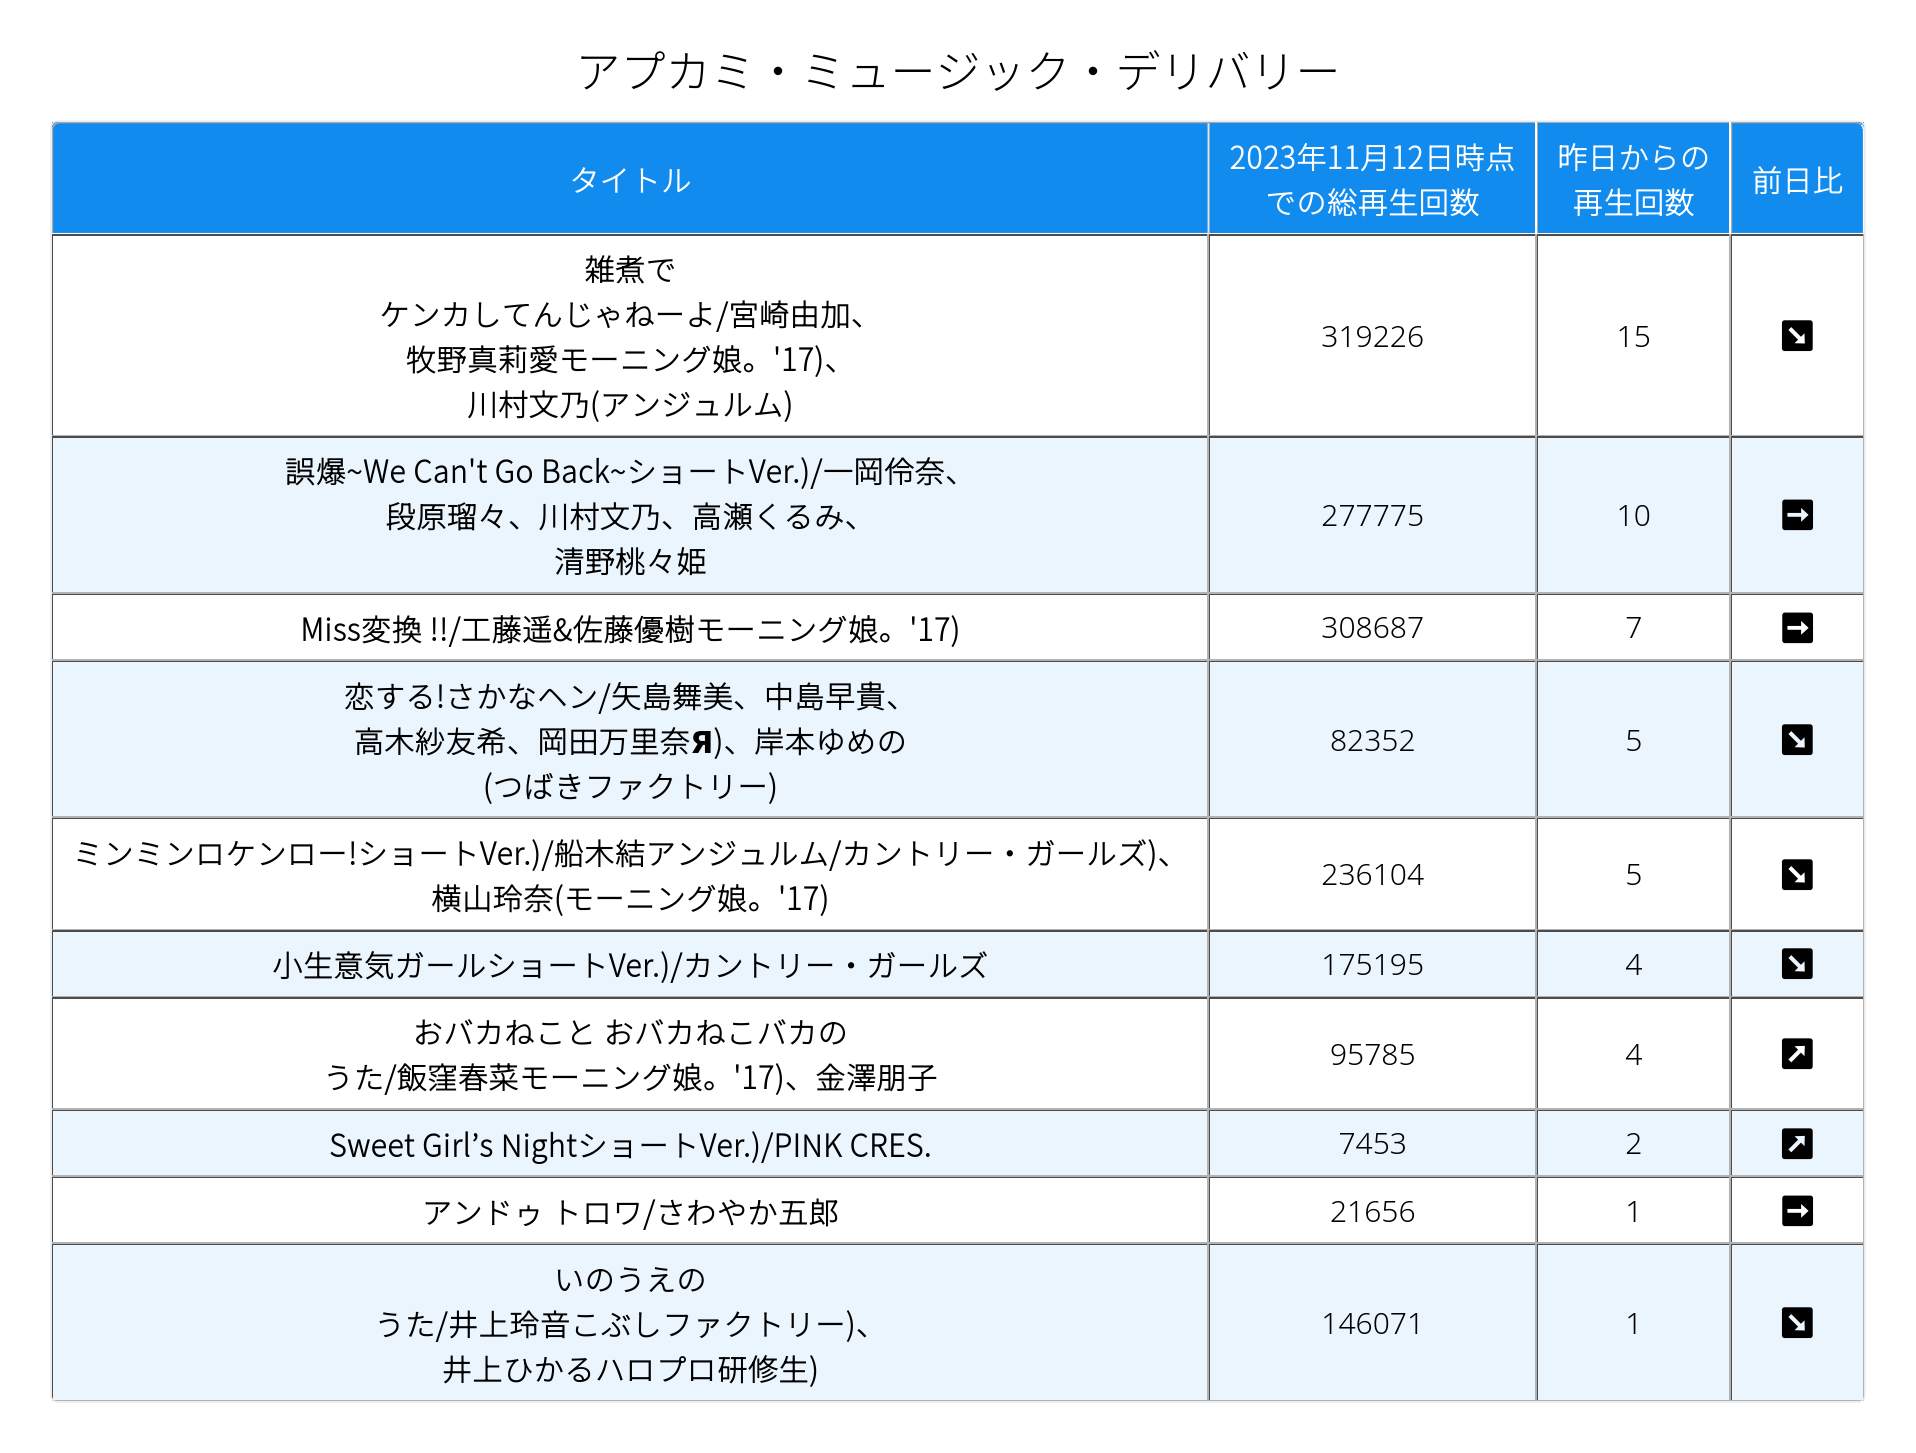 アプカミ・ミュージック・デリバリー
タイトル
2023年11月12日時点
での総再生回数
昨日からの
再生回数
前日比
雑煮で
ケンカしてんじゃねーよ/宮崎由加、
牧野真莉愛モーニング娘。'17)、
川村文乃(アンジュルム)
319226
15
誤爆~We Can't Go Back~ショートVer.)/一岡伶奈、
段原瑠々、川村文乃、高瀬くるみ、
清野桃々姫
277775
10
Miss変換 !!/工藤遥&佐藤優樹モーニング娘。'17)
308687
7
恋する!さかなヘン/矢島舞美、中島早貴、
高木紗友希、岡田万里奈Я)、岸本ゆめの
(つばきファクトリー)
82352
5
ミンミンロケンロー!ショートVer.)/船木結アンジュルム/カントリー・ガールズ)、
横山玲奈(モーニング娘。'17)
236104
5
小生意気ガールショートVer.)/カントリー・ガールズ
175195
4
おバカねこと おバカねこバカの
うた/飯窪春菜モーニング娘。'17)、金澤朋子
95785
4
Sweet Girl’s NightショートVer.)/PINK CRES.
7453
2
アンドゥ トロワ/さわやか五郎
21656
1
いのうえの
うた/井上玲音こぶしファクトリー)、
井上ひかるハロプロ研修生)
146071
1